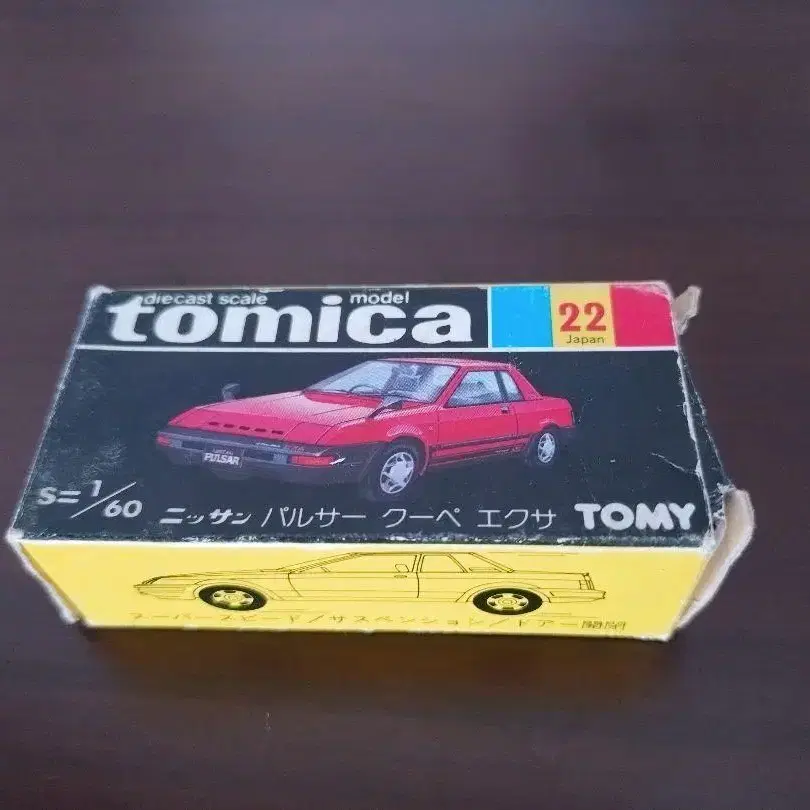 diecast scale model
tomica
22
Japan
PULSAR
S=1/60 ニッサン パルサー クーペ エクサ TOMY
スーパースピード/サスペンション/ドアー開閉